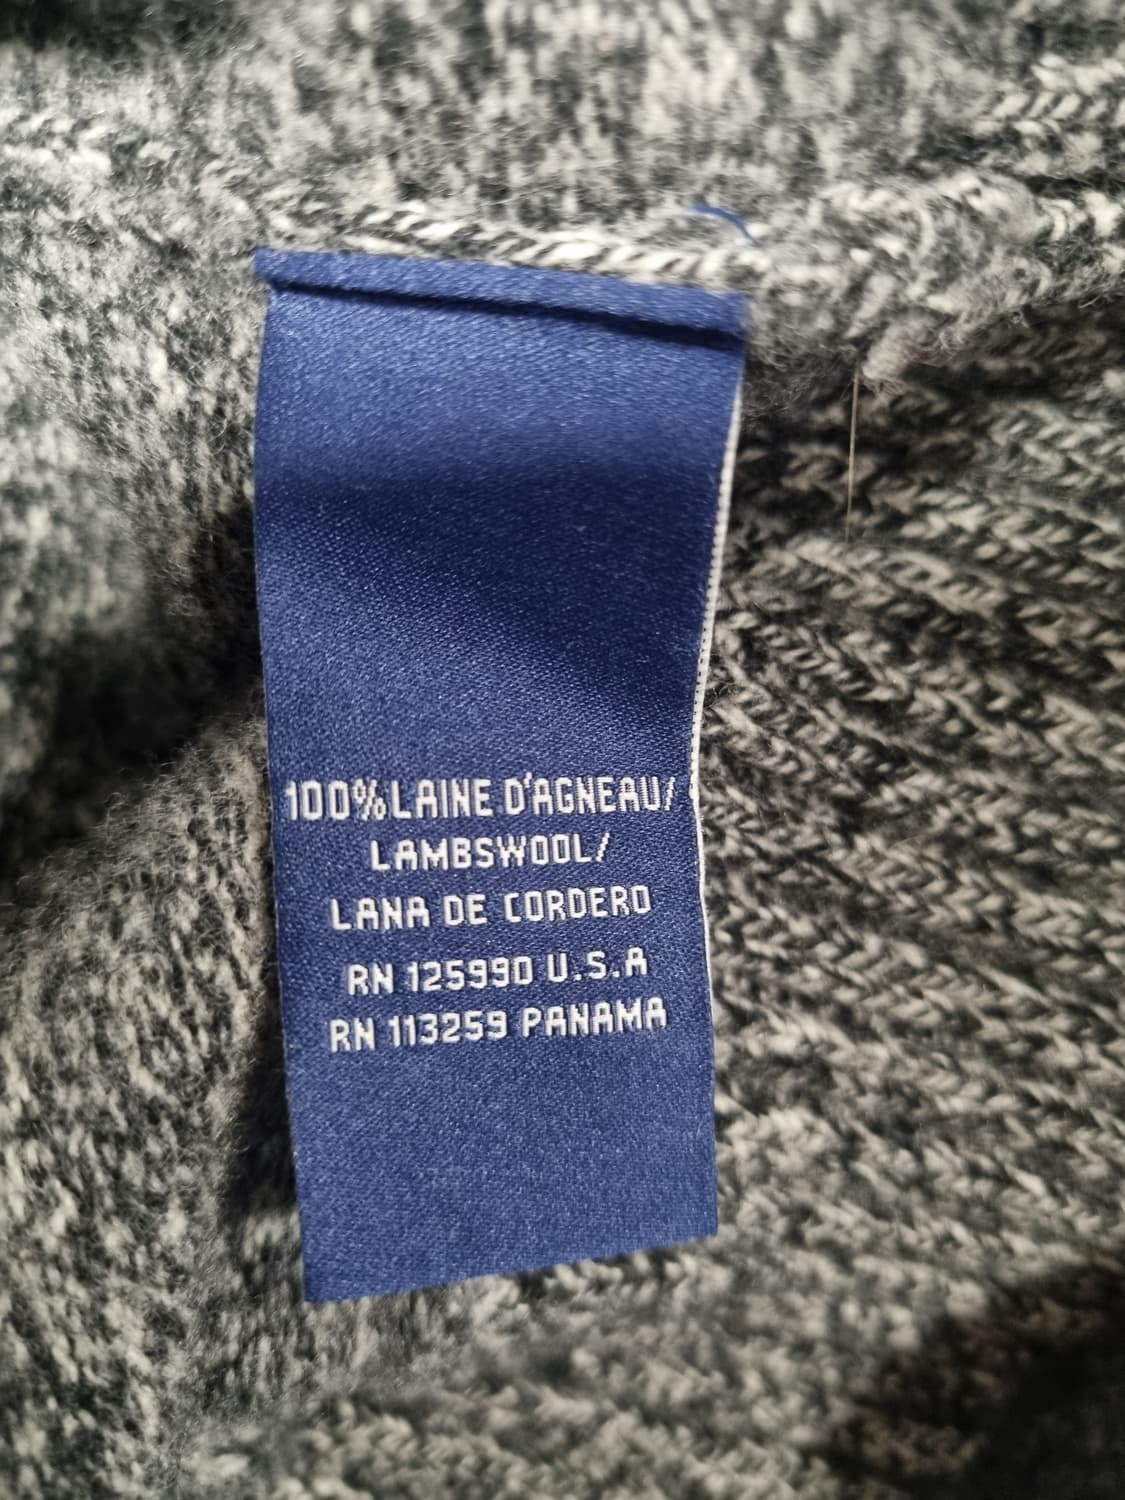 100% LAINE D'AGNEAU/
LAMBSWOOL/
LANA DE CORDERO
RN 125990 U.S.A
RN 113259 PANAMA